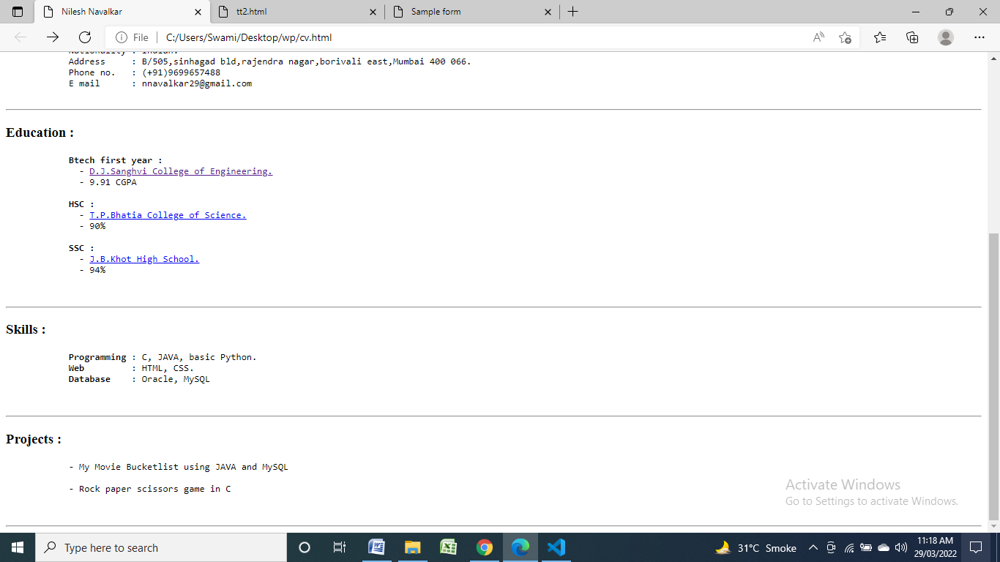 Nilesh Navalkar
tt2.html
Sample form
File
C:/Users/Swami/Desktop/wp/cv.html
Nationality : Indian.
Address : B/505,sinhagad bld,rajendra nagar,borivali east,Mumbai 400 066.
Phone no. : (+91)9699657488
E mail : nnavalkar29@gmail.com
Education :
Btech first year :
- D.J.Sanghvi College of Engineering.
- 9.91 CGPA
HSC :
- T.P.Bhatia College of Science.
- 90%
SSC :
- J.B.Khot High School.
- 94%
Skills :
Programming : C, JAVA, basic Python.
Web : HTML, CSS.
Database : Oracle, MySQL
Projects :
- My Movie Bucketlist using JAVA and MySQL
- Rock paper scissors game in C
Activate Windows
Go to Settings to activate Windows.
Type here to search
31°C Smoke
11:18 AM
29/03/2022